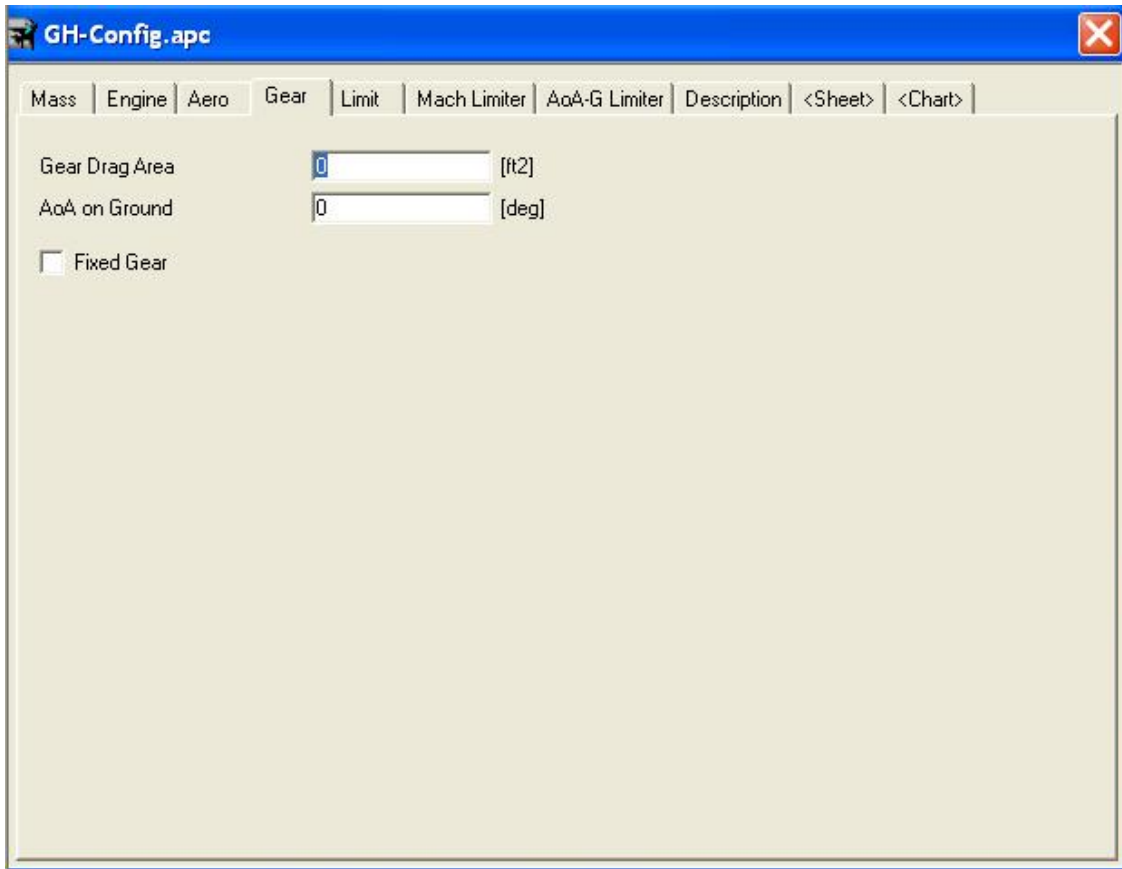 GH-Config.apc
Mass Engine Aero Gear Limit Mach Limiter AoA-G Limiter Description <Sheet> <Chart>
Gear Drag Area 0 [ft2]
AoA on Ground 0 [deg]
Fixed Gear